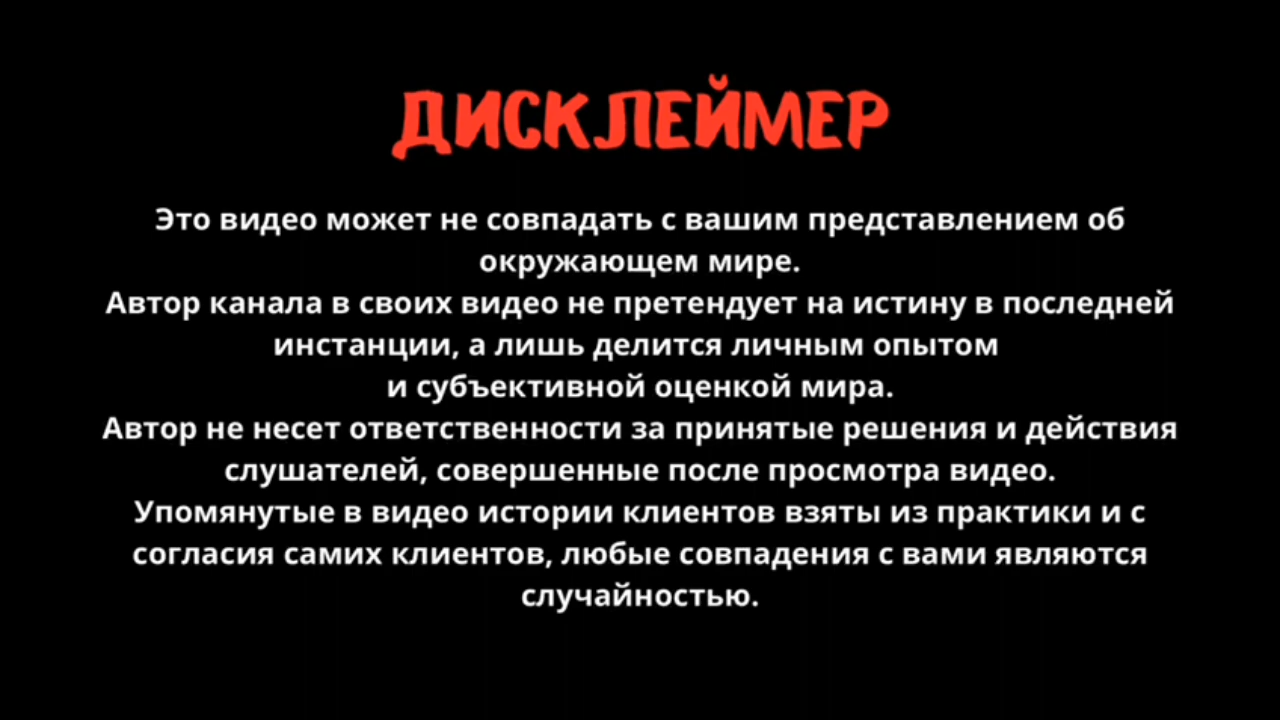 ДИСКЛЕЙМЕР
Это видео может не совпадать с вашим представлением об
окружающем мире.
Автор канала в своих видео не претендует на истину в последней
инстанции, а лишь делится личным опытом
и субъективной оценкой мира.
Автор не несет ответственности за принятые решения и действия
слушателей, совершенные после просмотра видео.
Упомянутые в видео истории клиентов взяты из практики и с
согласия самих клиентов, любые совпадения с вами являются
случайностью.